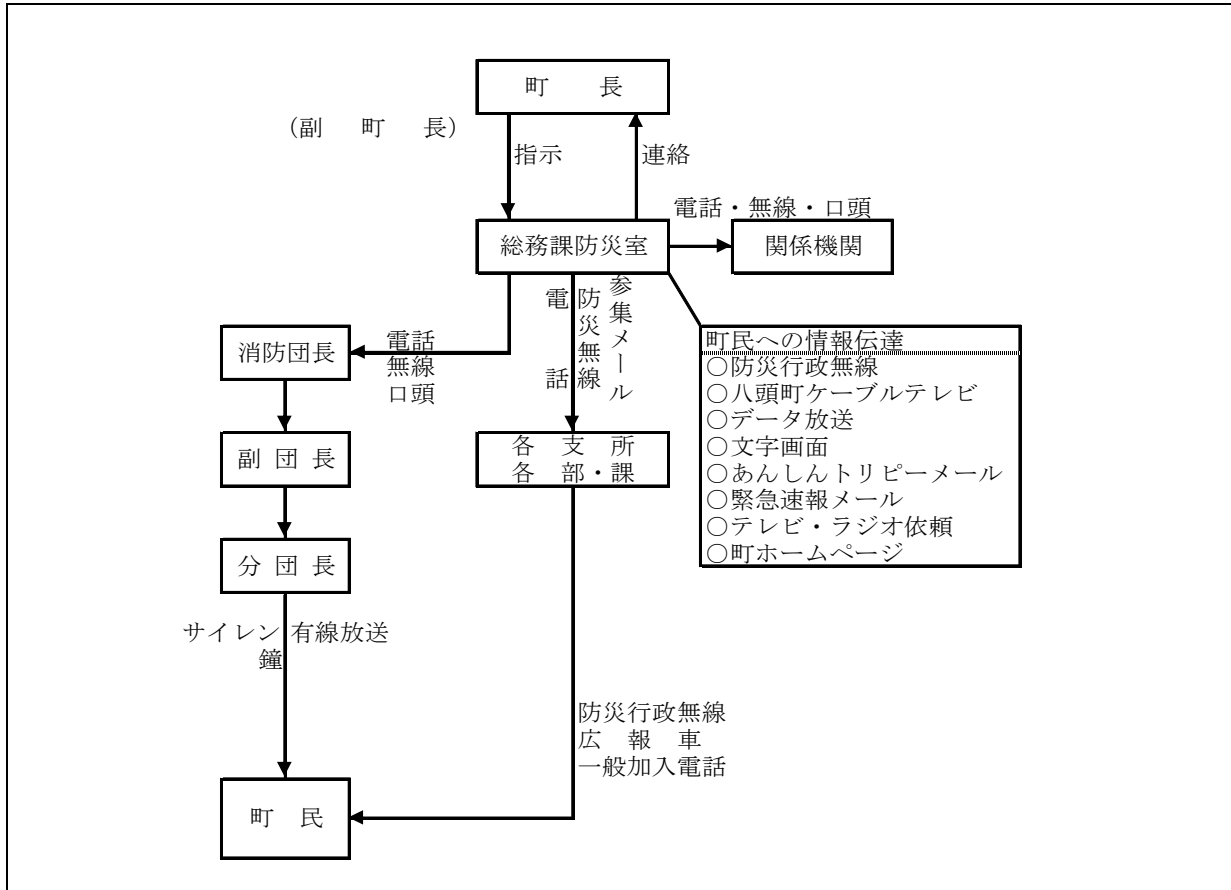 町　　長
（副　町　長）
指示
連絡
電話・無線・口頭
総務課防災室
関係機関
電　　話
防災無線
参集メール
消防団長
電話
無線
口頭
町民への情報伝達
○防災行政無線
○八頭町ケーブルテレビ
○データ放送
○文字画面
○あんしんトリピーメール
○緊急速報メール
○テレビ・ラジオ依頼
○町ホームページ
副 団 長
各　支　所
各　部・課
分 団 長
サイレン 有線放送
鐘
防災行政無線
広　報　車
一般加入電話
町　民